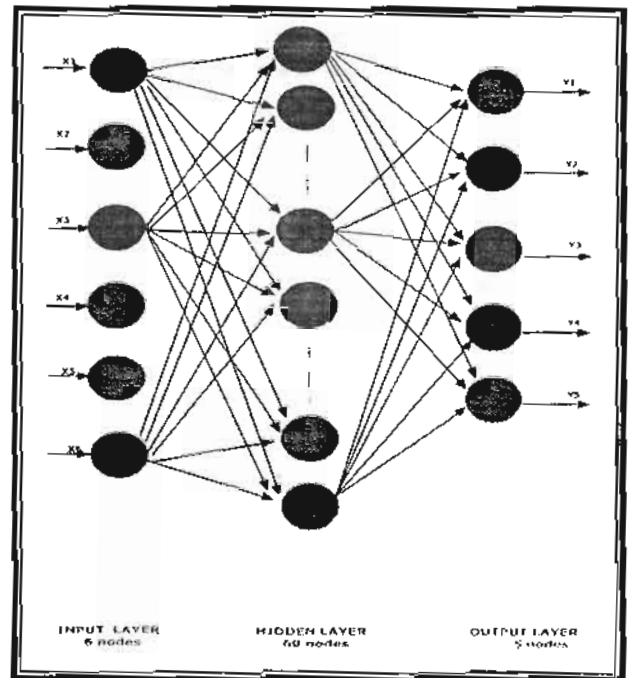 X1
X2
X3
X4
X5
X6
Y1
Y2
Y3
Y4
Y5
INPUT LAYER
6 nodes
HIDDEN LAYER
60 nodes
OUTPUT LAYER
5 nodes